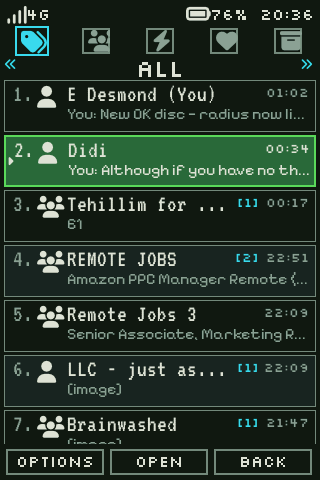 4G 76% 20:36
« »
ALL
1. E Desmond (You) 01:02
You: New OK disc - radius now li...
2. Didi 00:34
You: Although if you have no th...
3. Tehillim for ... [1] 00:17
61
4. REMOTE JOBS [2] 22:51
Amazon PPC Manager Remote (...
5. Remote Jobs 3 22:09
Senior Associate, Marketing R...
6. LLC - just as... [1] 22:09
(image)
7. Brainwashed [1] 21:47
(image)
OPTIONS OPEN BACK